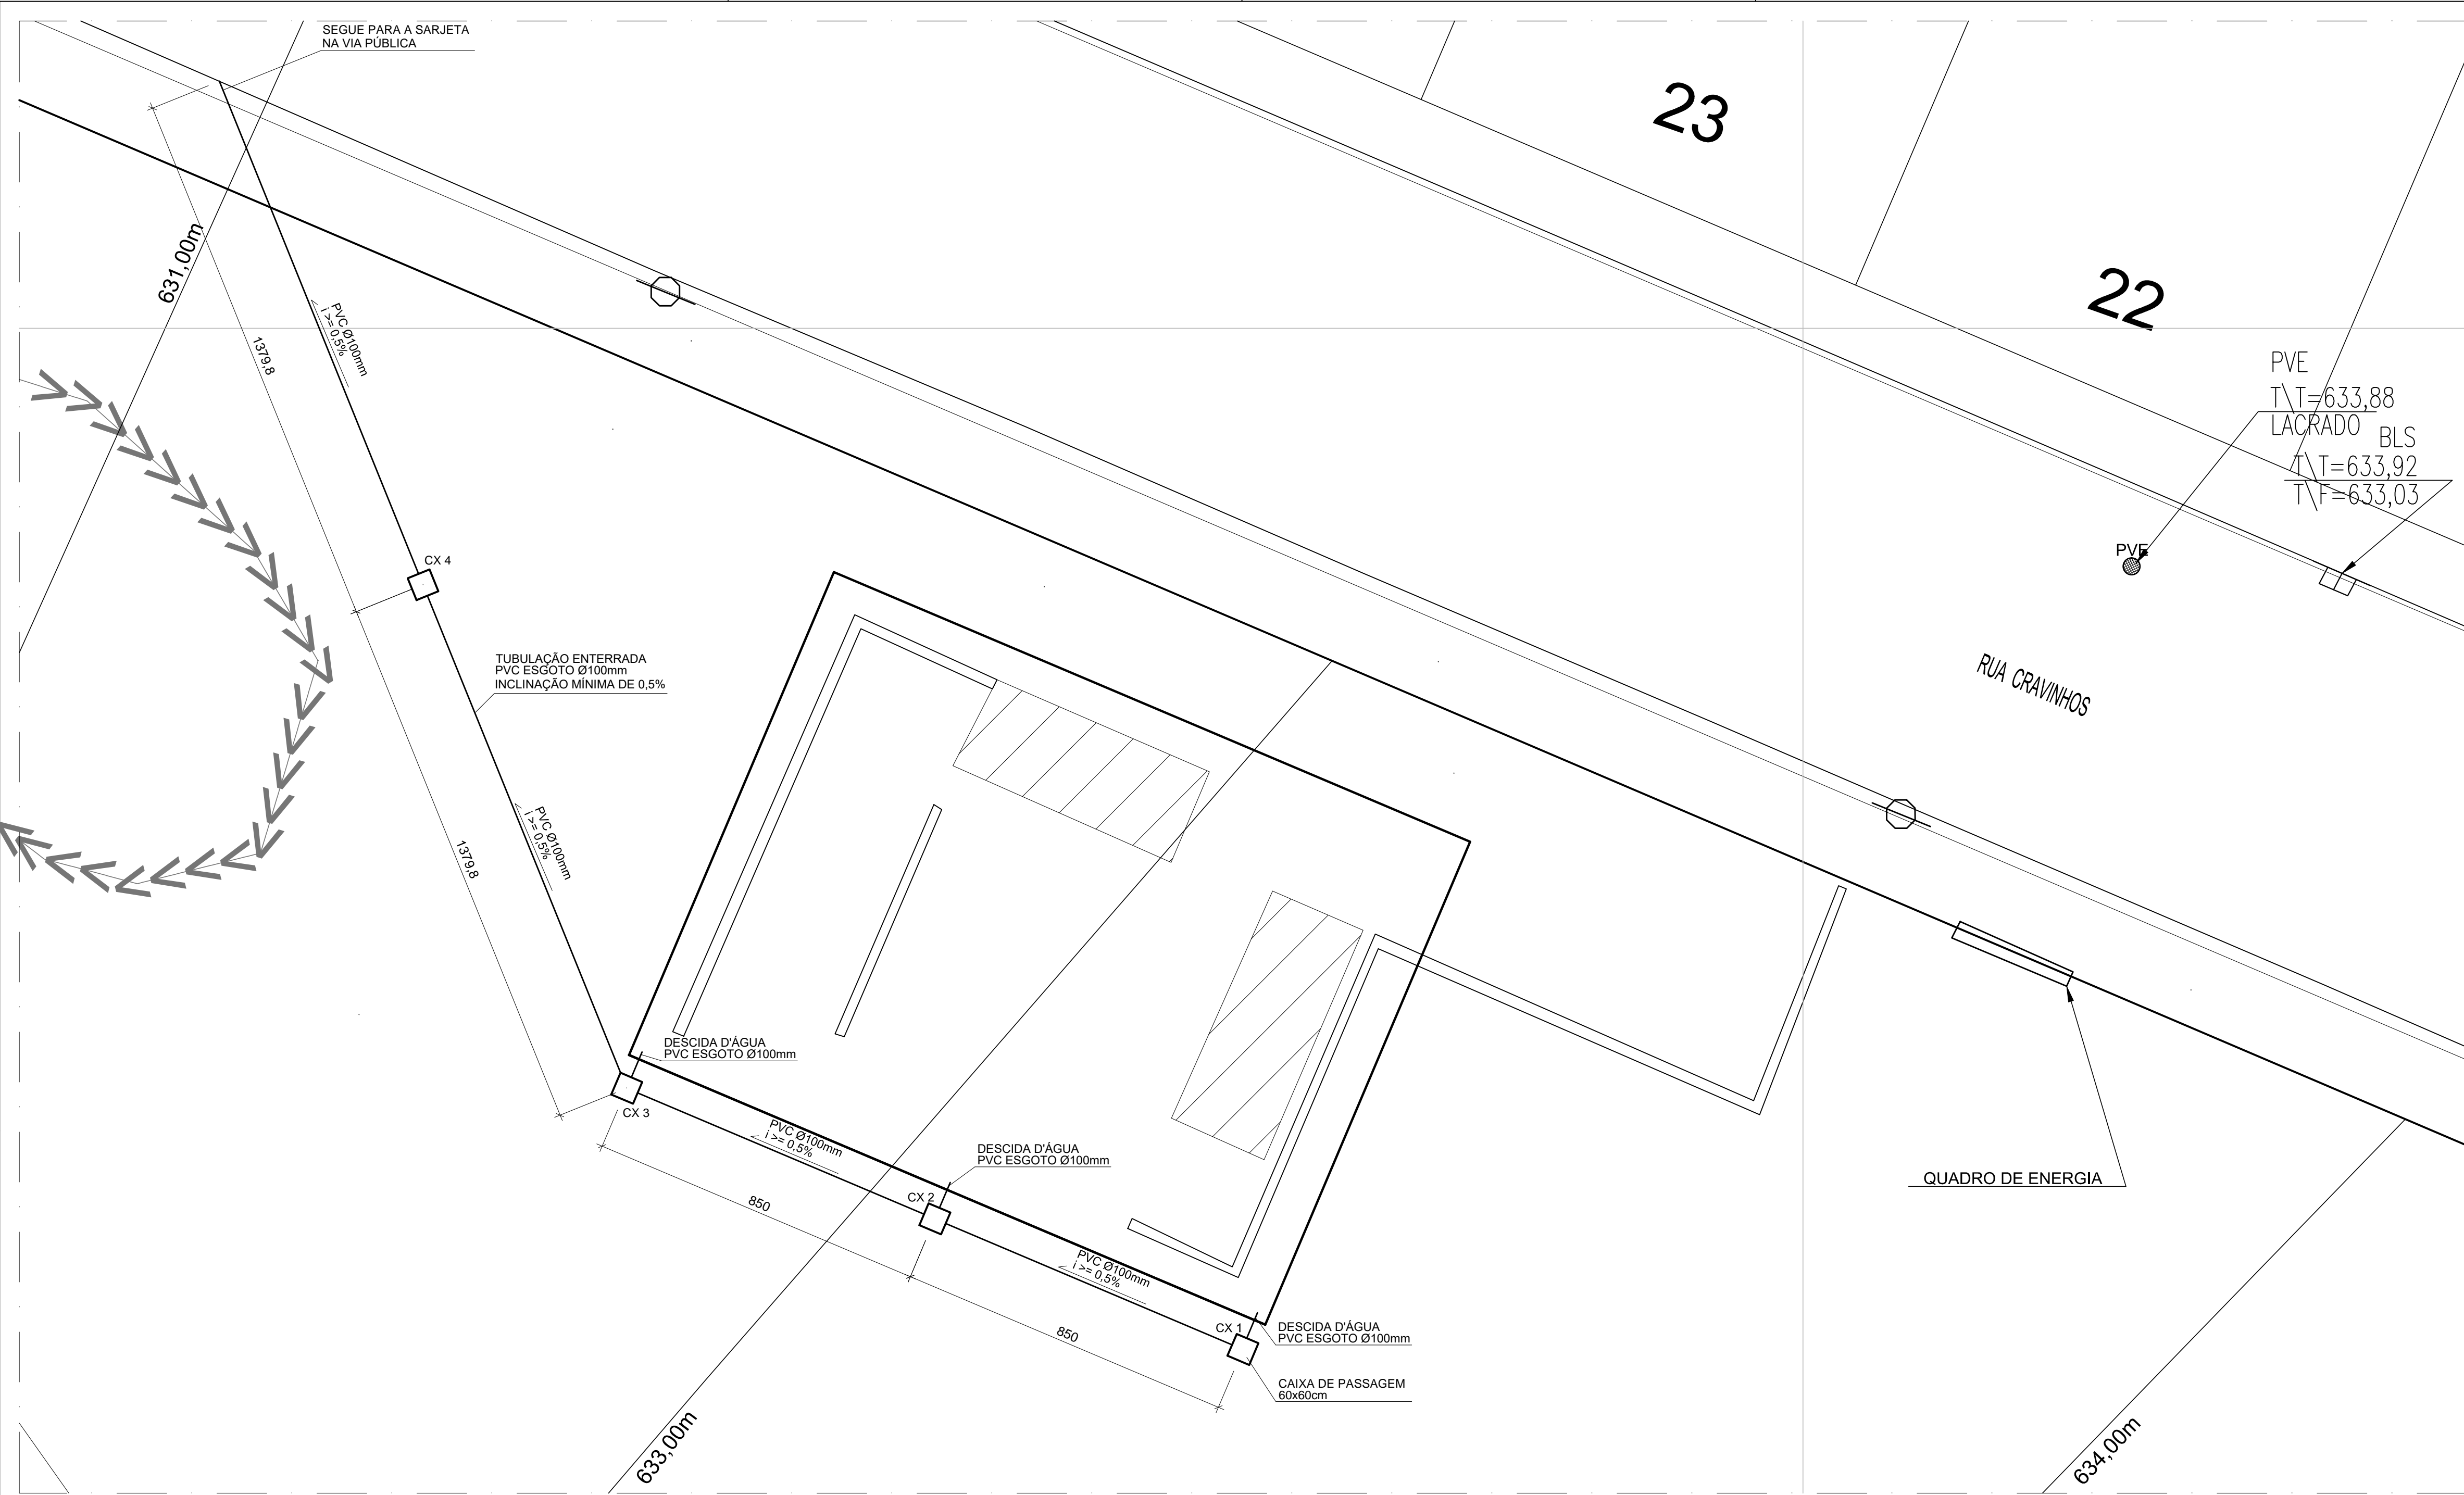 SEGUE PARA A SARJETA
NA VIA PÚBLICA
23
22
631,00m
PVC Ø100mm
i >= 0,5%
1379,8
PVE
T\T=633,88
LACRADO
BLS
T\T=633,92
T\F=633,03
PVE
CX 4
RUA CRAVINHOS
TUBULAÇÃO ENTERRADA
PVC ESGOTO Ø100mm
INCLINAÇÃO MÍNIMA DE 0,5%
PVC Ø100mm
i >= 0,5%
1379,8
DESCIDA D'ÁGUA
PVC ESGOTO Ø100mm
CX 3
PVC Ø100mm
i >= 0,5%
DESCIDA D'ÁGUA
PVC ESGOTO Ø100mm
QUADRO DE ENERGIA
CX 2
850
PVC Ø100mm
i >= 0,5%
CX 1
DESCIDA D'ÁGUA
PVC ESGOTO Ø100mm
850
CAIXA DE PASSAGEM
60x60cm
633,00m
634,00m